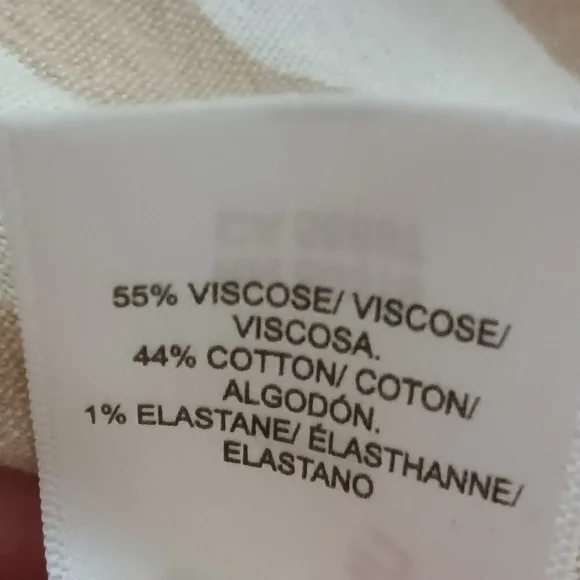 55% VISCOSE/ VISCOSE/
VISCOSA.
44% COTTON/ COTON/
ALGODÓN.
1% ELASTANE/ ÉLASTHANNE/
ELASTANO